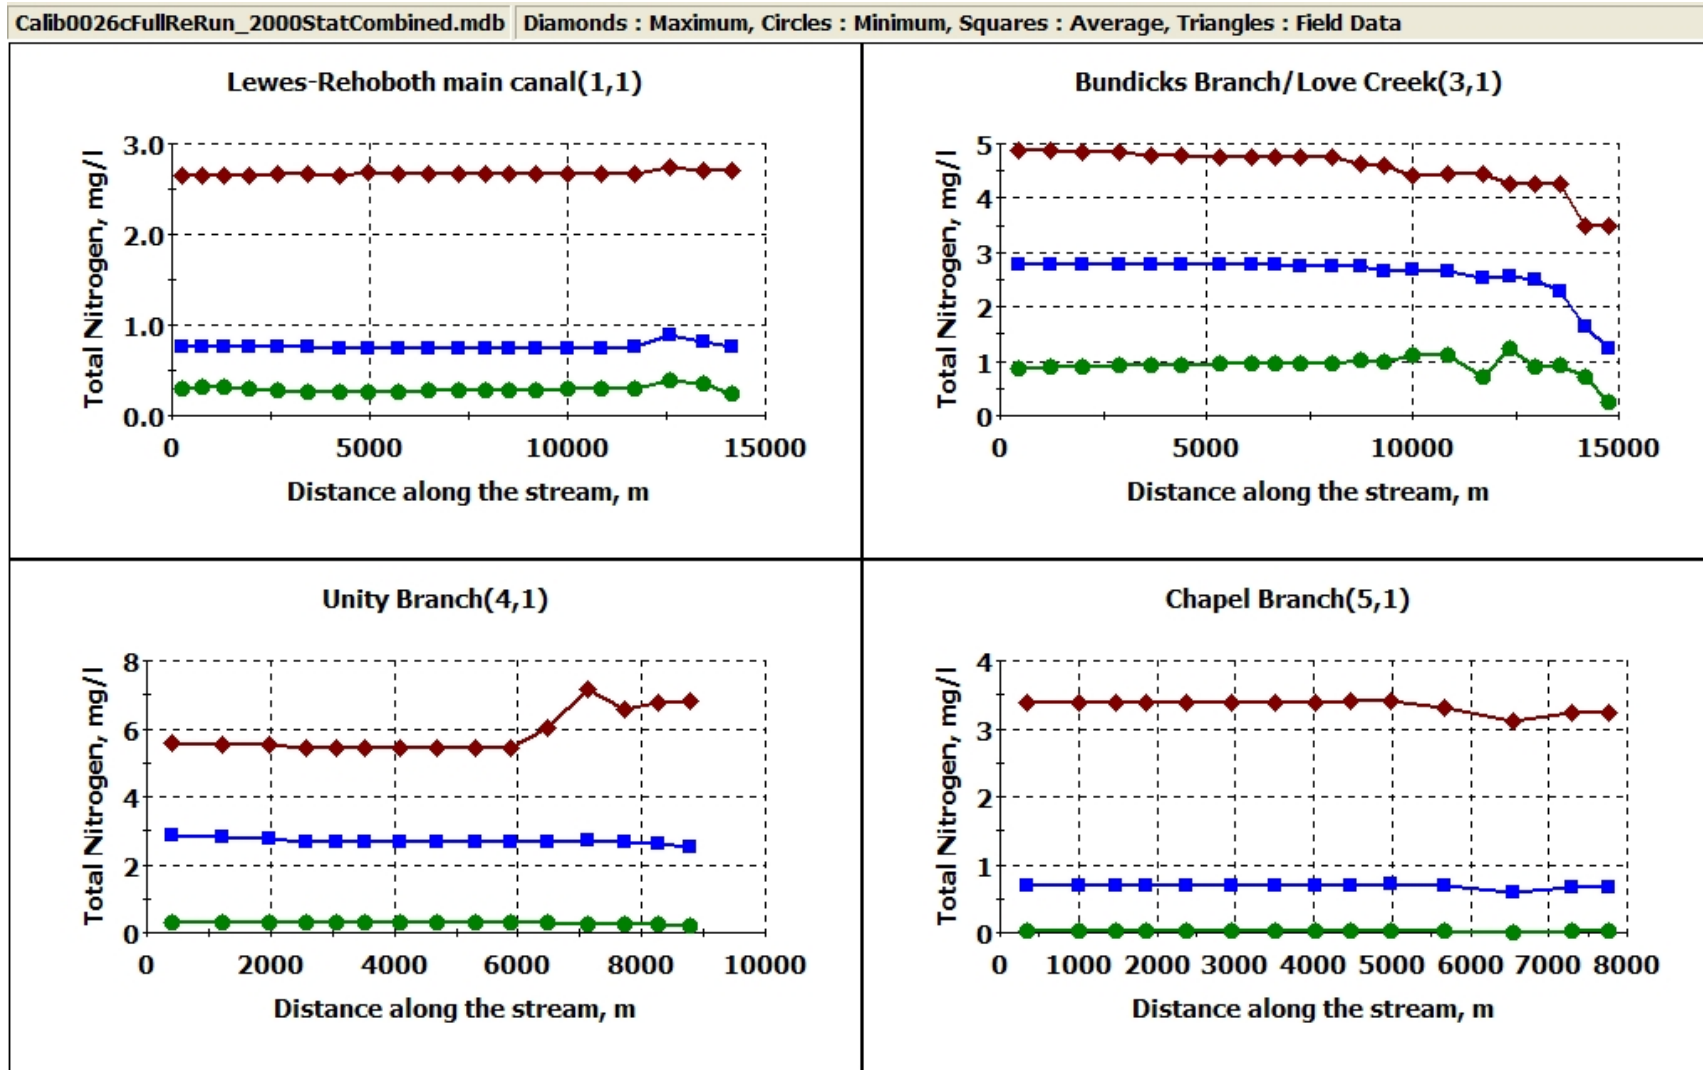 Calib0026cFullReRun_2000StatCombined.mdb Diamonds : Maximum, Circles : Minimum, Squares : Average, Triangles : Field Data
Lewes-Rehoboth main canal(1,1)
Total Nitrogen, mg/l
3.0
2.0
1.0
0.0
0 5000 10000 15000
Distance along the stream, m
Bundicks Branch/Love Creek(3,1)
Total Nitrogen, mg/l
5
4
3
2
1
0
0 5000 10000 15000
Distance along the stream, m
Unity Branch(4,1)
Total Nitrogen, mg/l
8
6
4
2
0
0 2000 4000 6000 8000 10000
Distance along the stream, m
Chapel Branch(5,1)
Total Nitrogen, mg/l
4
3
2
1
0
0 1000 2000 3000 4000 5000 6000 7000 8000
Distance along the stream, m